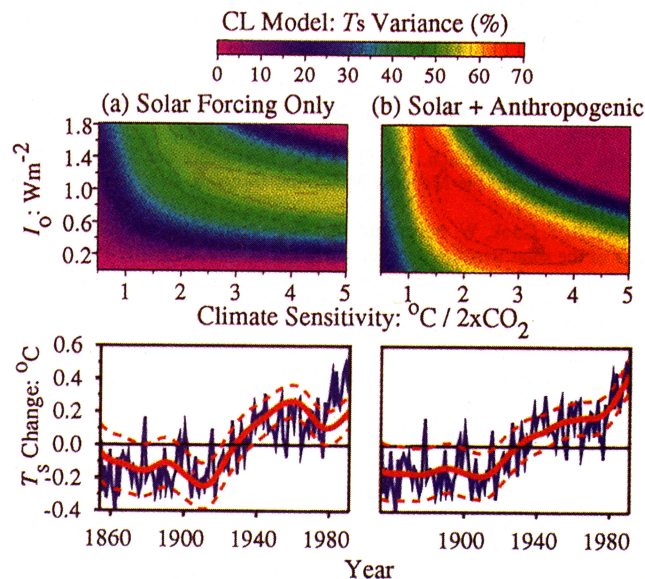 CL Model: Ts Variance (%)
0 10 20 30 40 50 60 70
(a) Solar Forcing Only (b) Solar + Anthropogenic
Io: Wm-2
1.8
1.4
1.0
0.6
0.2
1 2 3 4 5 1 2 3 4 5
Climate Sensitivity: oC / 2xCO2
Ts Change: oC
0.6
0.4
0.2
0.0
-0.2
-0.4
1860 1900 1940 1980 1900 1940 1980
Year